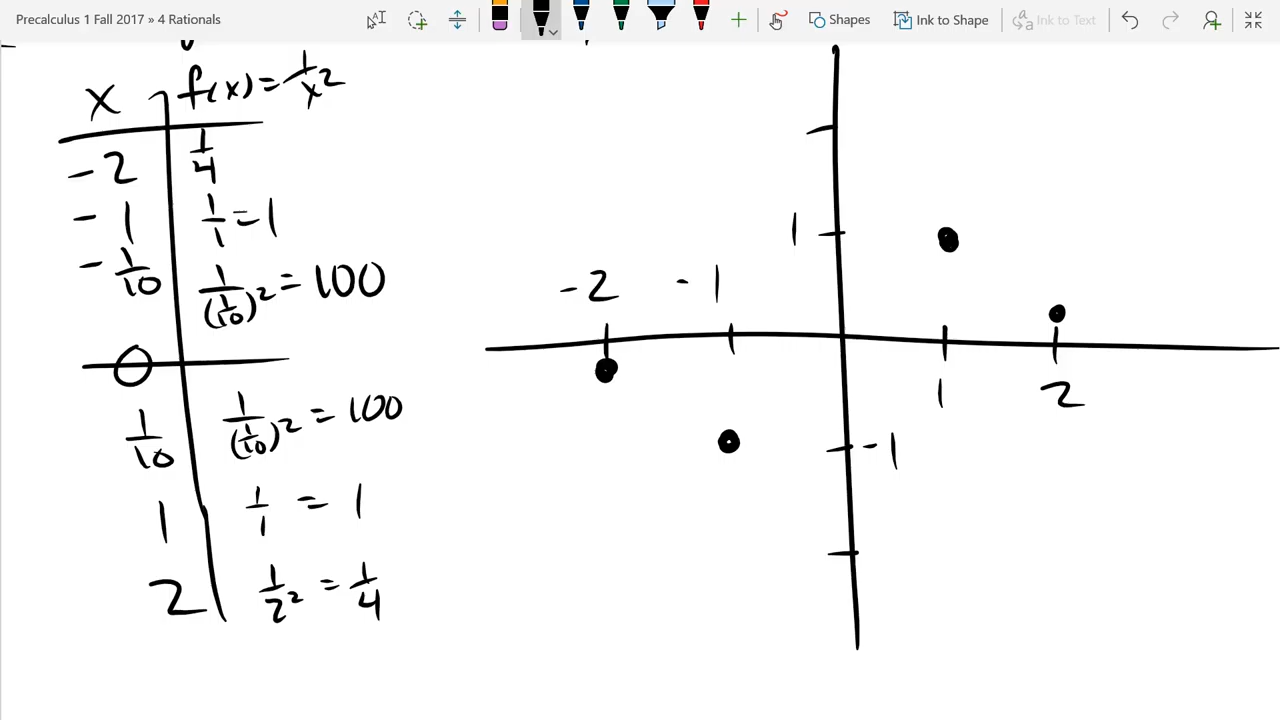 Precalculus 1 Fall 2017 » 4 Rationals
Shapes
Ink to Shape
Ink to Text
x f(x) = 1/x²
-2 1/4
-1 1/1 = 1
-1/10 1/(1/10)² = 100
0
1/10 1/(1/10)² = 100
1 1/1 = 1
2 1/2² = 1/4
1
-2 -1
1 2
-1